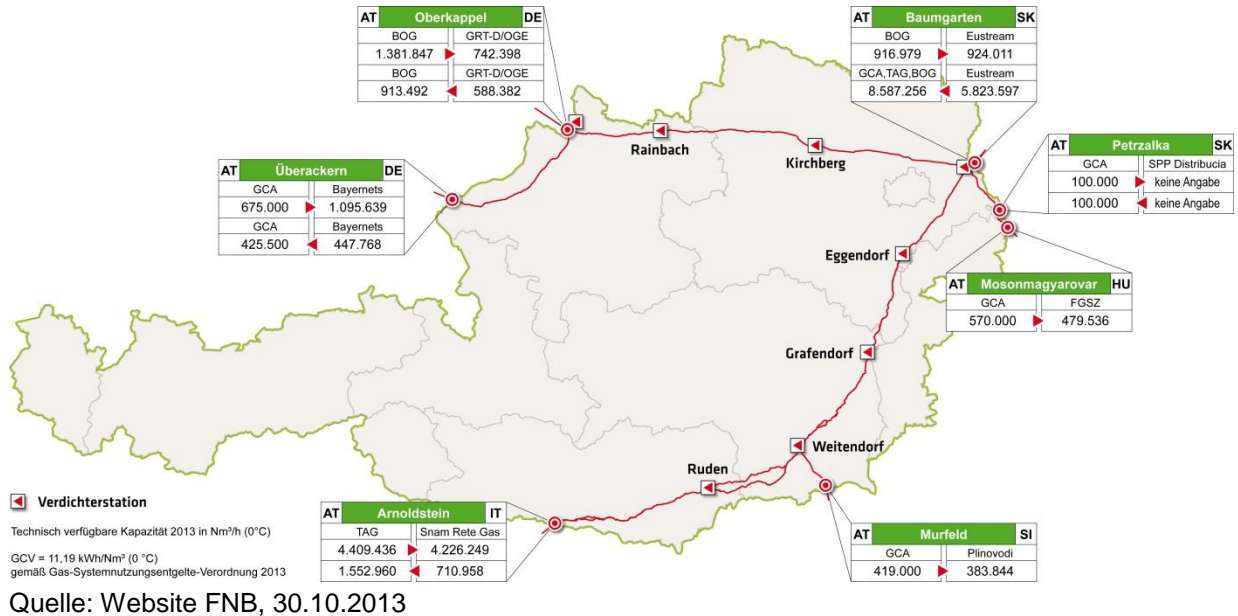 AT Oberkappel DE
BOG GRT-D/OGE
1.381.847 742.398
BOG GRT-D/OGE
913.492 588.382
AT Baumgarten SK
BOG Eustream
916.979 924.011
GCA,TAG,BOG Eustream
8.587.256 5.823.597
AT Überackern DE
GCA Bayernets
675.000 1.095.639
GCA Bayernets
425.500 447.768
AT Petrzalka SK
GCA SPP Distribucia
100.000 keine Angabe
100.000 keine Angabe
Rainbach
Kirchberg
Eggendorf
AT Mosonmagyarovar HU
GCA FGSZ
570.000 479.536
Grafendorf
Weitendorf
Ruden
Verdichterstation
Technisch verfügbare Kapazität 2013 in Nm³/h (0°C)
GCV = 11,19 kWh/Nm³ (0 °C)
gemäß Gas-Systemnutzungsentgelte-Verordnung 2013
AT Arnoldstein IT
TAG Snam Rete Gas
4.409.436 4.226.249
1.552.960 710.958
AT Murfeld SI
GCA Plinovodi
419.000 383.844
Quelle: Website FNB, 30.10.2013